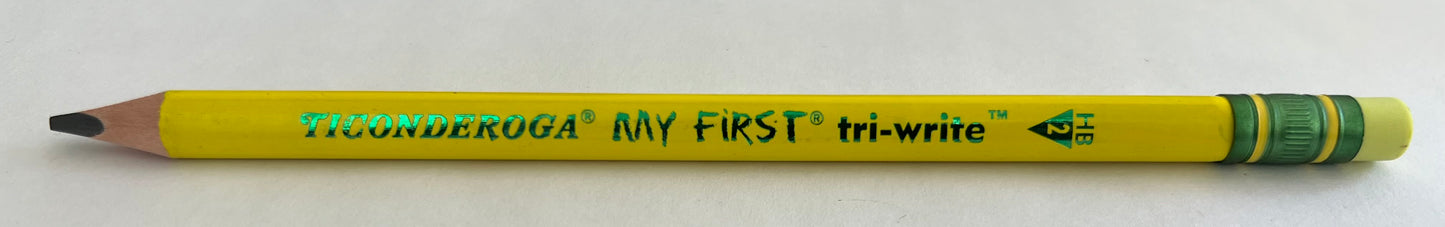 TICONDEROGA® MY FIRST® tri-write™ 2 HB